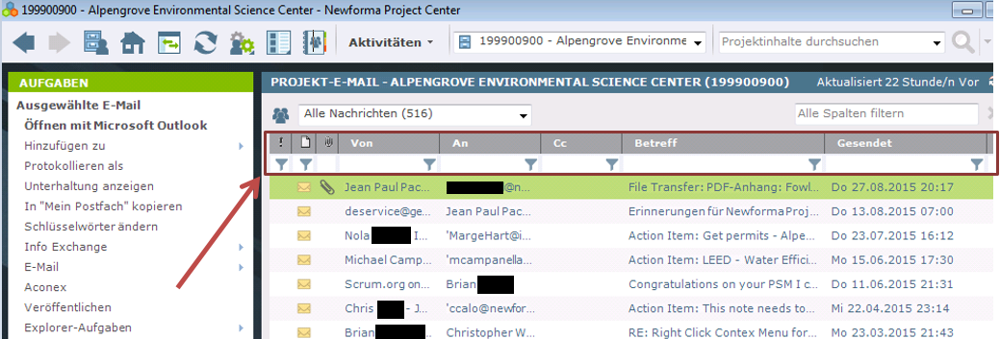 199900900 - Alpengrove Environmental Science Center - Newforma Project Center
Aktivitäten
199900900 - Alpengrove Environme
Projektinhalte durchsuchen
AUFGABEN
Ausgewählte E-Mail
Öffnen mit Microsoft Outlook
Hinzufügen zu
Protokollieren als
Unterhaltung anzeigen
In "Mein Postfach" kopieren
Schlüsselwörter ändern
Info Exchange
E-Mail
Aconex
Veröffentlichen
Explorer-Aufgaben
PROJEKT-E-MAIL - ALPENGROVE ENVIRONMENTAL SCIENCE CENTER (199900900) Aktualisiert 22 Stunde/n Vor
Alle Nachrichten (516) Alle Spalten filtern
! Von An Cc Betreff Gesendet
Jean Paul Pac... @n... File Transfer: PDF-Anhang: Fowl... Do 27.08.2015 20:17
deservice@ge... Jean Paul Pac... Erinnerungen für Newforma Proj... Do 13.08.2015 07:00
Nola I... 'MargeHart@i... Action Item: Get permits - Alpe... Do 23.07.2015 16:12
Michael Camp... 'mcampanella... Action Item: LEED - Water Effici... Mo 15.06.2015 17:30
Scrum.org on... Brian Congratulations on your PSM I c... Do 11.06.2015 21:31
Chris - J... 'ccalo@newfor... Action Item: This note needs to... Mi 22.04.2015 23:14
Brian Christopher W... RE: Right Click Contex Menu for... Mo 23.03.2015 21:43